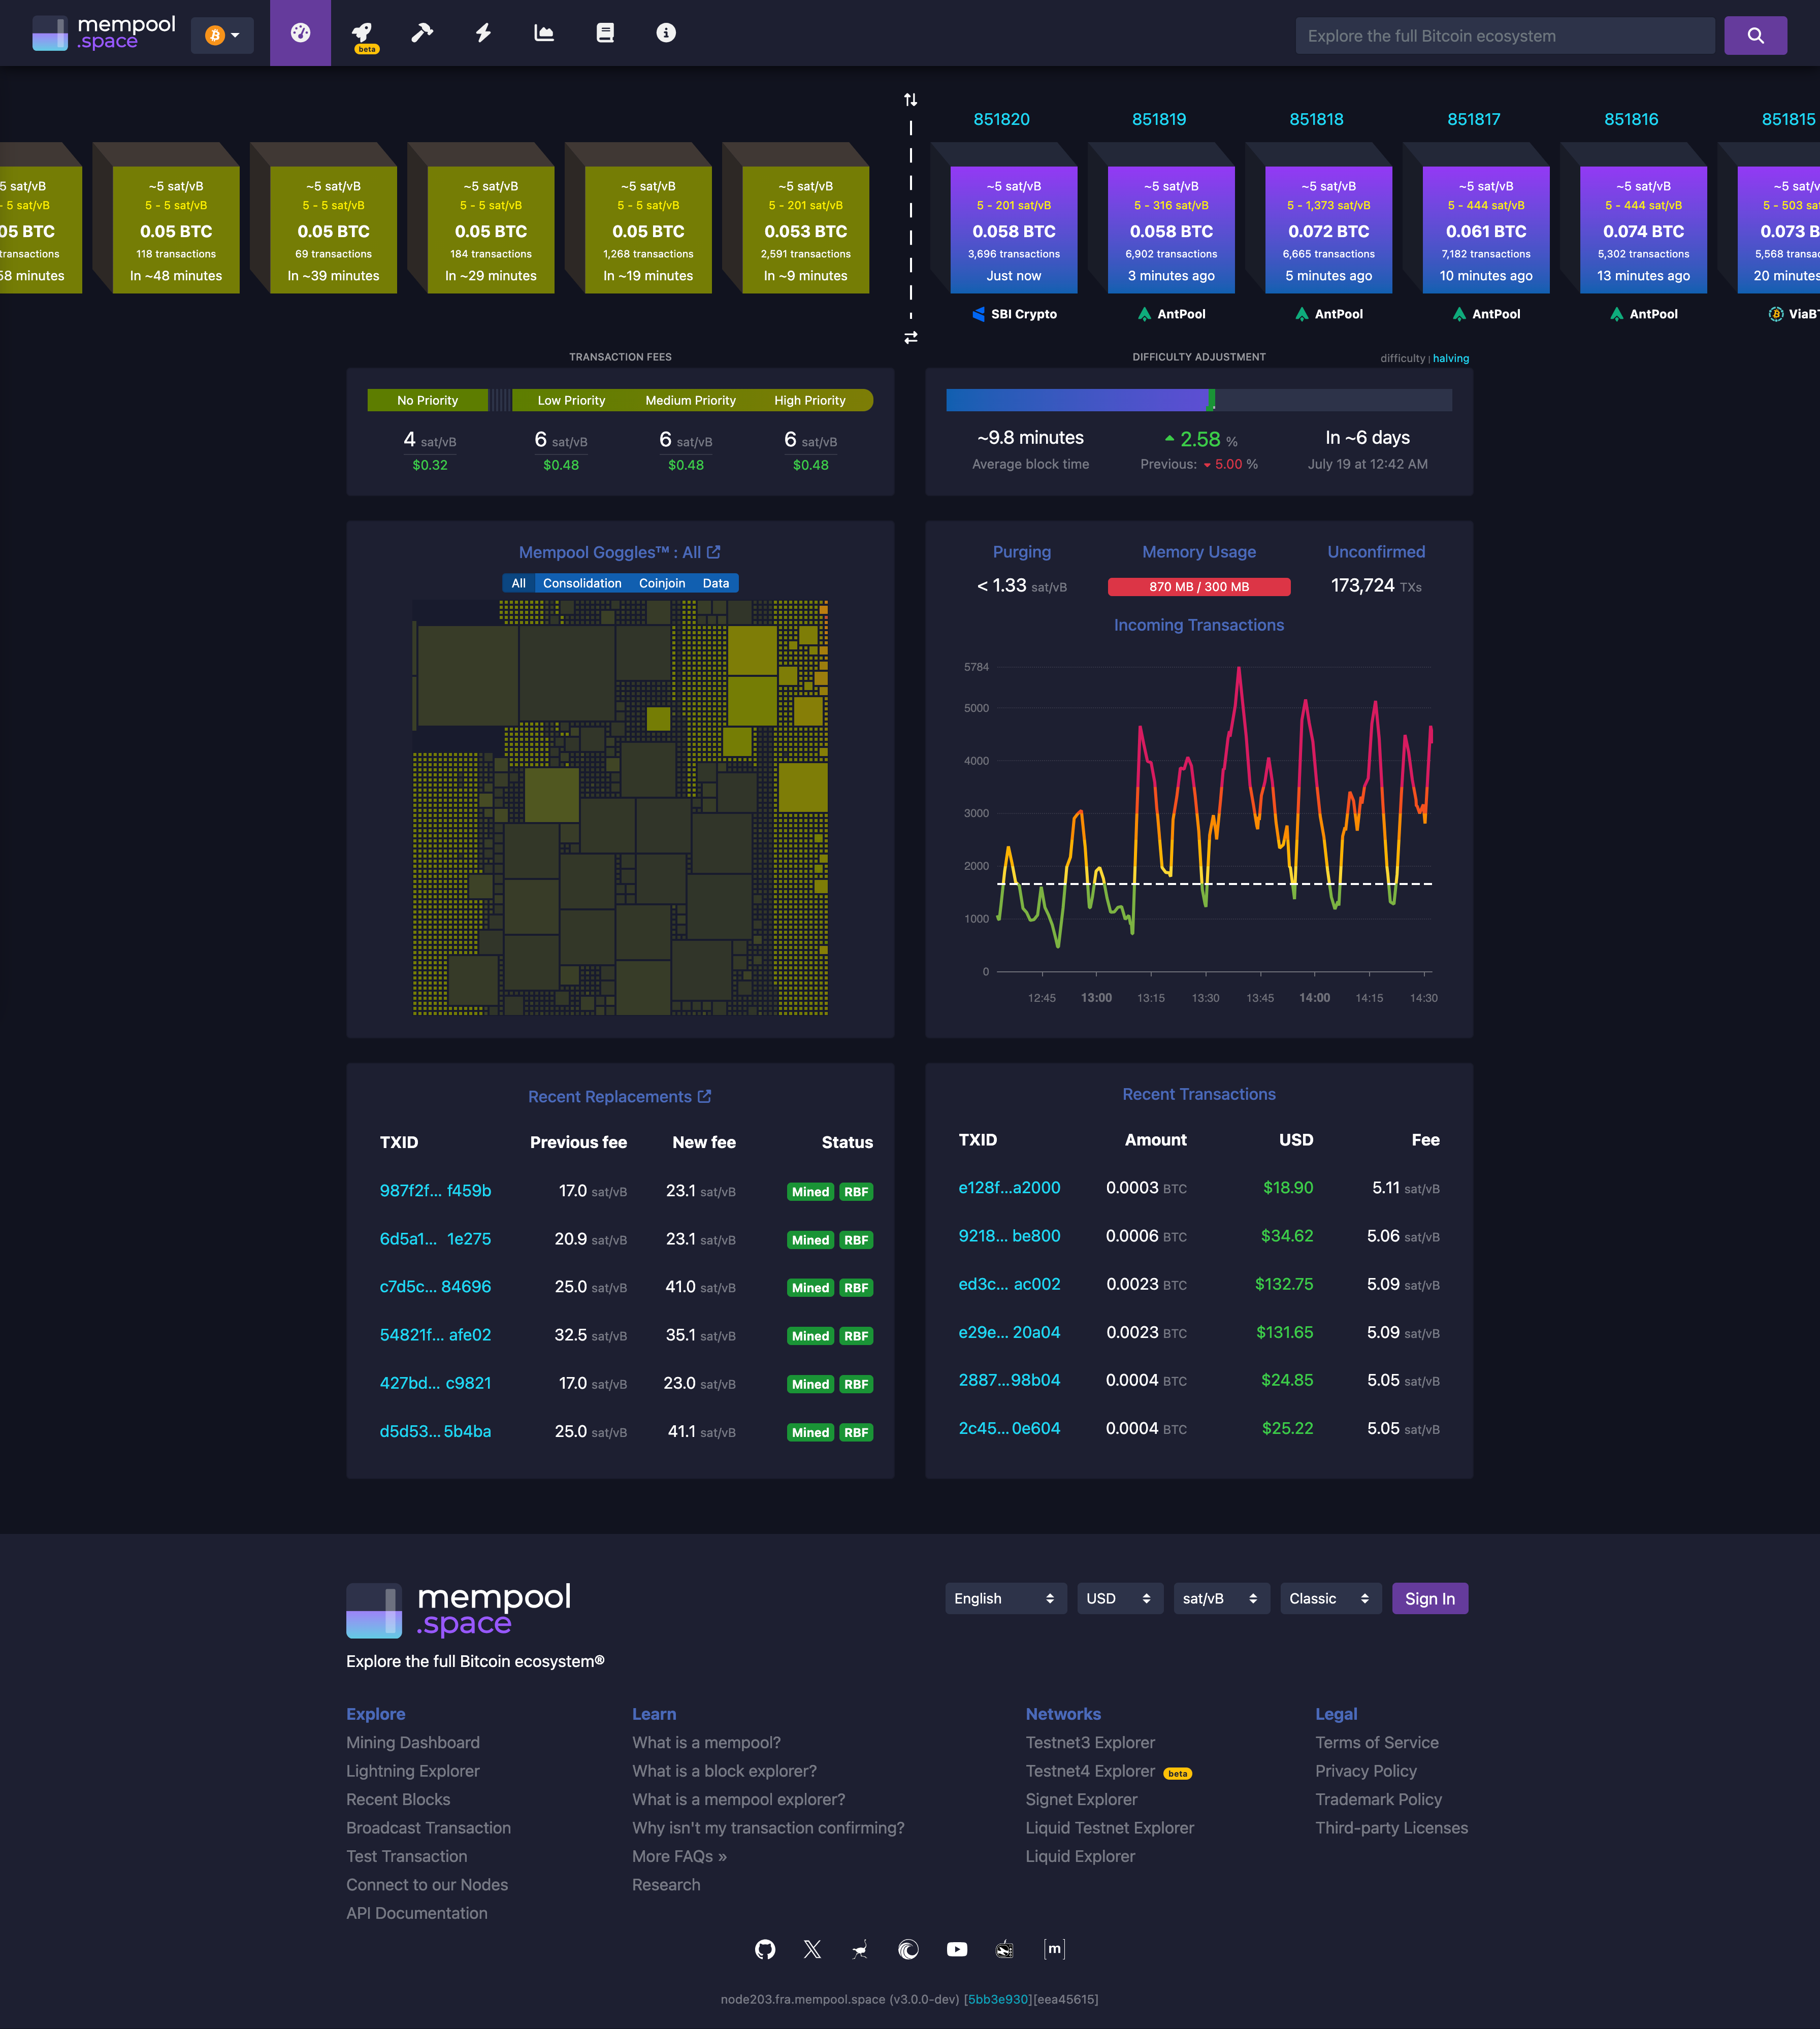 mempool
.space
beta
Explore the full Bitcoin ecosystem
5 sat/vB
- 5 sat/vB
05 BTC
transactions
58 minutes
~5 sat/vB
5 - 5 sat/vB
0.05 BTC
118 transactions
In ~48 minutes
~5 sat/vB
5 - 5 sat/vB
0.05 BTC
69 transactions
In ~39 minutes
~5 sat/vB
5 - 5 sat/vB
0.05 BTC
184 transactions
In ~29 minutes
~5 sat/vB
5 - 5 sat/vB
0.05 BTC
1,268 transactions
In ~19 minutes
~5 sat/vB
5 - 201 sat/vB
0.053 BTC
2,591 transactions
In ~9 minutes
851820
~5 sat/vB
5 - 201 sat/vB
0.058 BTC
3,696 transactions
Just now
SBI Crypto
851819
~5 sat/vB
5 - 316 sat/vB
0.058 BTC
6,902 transactions
3 minutes ago
AntPool
851818
~5 sat/vB
5 - 1,373 sat/vB
0.072 BTC
6,665 transactions
5 minutes ago
AntPool
851817
~5 sat/vB
5 - 444 sat/vB
0.061 BTC
7,182 transactions
10 minutes ago
AntPool
851816
~5 sat/vB
5 - 444 sat/vB
0.074 BTC
5,302 transactions
13 minutes ago
AntPool
851815
~5 sat/v
5 - 503 sat
0.073 B
5,568 transac
20 minutes
ViaBT
TRANSACTION FEES
No Priority Low Priority Medium Priority High Priority
4 sat/vB 6 sat/vB 6 sat/vB 6 sat/vB
$0.32 $0.48 $0.48 $0.48
DIFFICULTY ADJUSTMENT
difficulty | halving
~9.8 minutes 2.58 % In ~6 days
Average block time Previous: 5.00 % July 19 at 12:42 AM
Mempool Goggles™ : All
All Consolidation Coinjoin Data
Purging Memory Usage Unconfirmed
< 1.33 sat/vB 870 MB / 300 MB 173,724 TXs
Incoming Transactions
5784
5000
4000
3000
2000
1000
0
12:45 13:00 13:15 13:30 13:45 14:00 14:15 14:30
Recent Replacements
TXID Previous fee New fee Status
987f2f... f459b 17.0 sat/vB 23.1 sat/vB Mined RBF
6d5a1... 1e275 20.9 sat/vB 23.1 sat/vB Mined RBF
c7d5c... 84696 25.0 sat/vB 41.0 sat/vB Mined RBF
54821f... afe02 32.5 sat/vB 35.1 sat/vB Mined RBF
427bd... c9821 17.0 sat/vB 23.0 sat/vB Mined RBF
d5d53... 5b4ba 25.0 sat/vB 41.1 sat/vB Mined RBF
Recent Transactions
TXID Amount USD Fee
e128f...a2000 0.0003 BTC $18.90 5.11 sat/vB
9218... be800 0.0006 BTC $34.62 5.06 sat/vB
ed3c... ac002 0.0023 BTC $132.75 5.09 sat/vB
e29e... 20a04 0.0023 BTC $131.65 5.09 sat/vB
2887...98b04 0.0004 BTC $24.85 5.05 sat/vB
2c45...0e604 0.0004 BTC $25.22 5.05 sat/vB
mempool
.space
English USD sat/vB Classic Sign In
Explore the full Bitcoin ecosystem®
Explore
Mining Dashboard
Lightning Explorer
Recent Blocks
Broadcast Transaction
Test Transaction
Connect to our Nodes
API Documentation
Learn
What is a mempool?
What is a block explorer?
What is a mempool explorer?
Why isn't my transaction confirming?
More FAQs »
Research
Networks
Testnet3 Explorer
Testnet4 Explorer beta
Signet Explorer
Liquid Testnet Explorer
Liquid Explorer
Legal
Terms of Service
Privacy Policy
Trademark Policy
Third-party Licenses
[m]
node203.fra.mempool.space (v3.0.0-dev) [5bb3e930][eea45615]